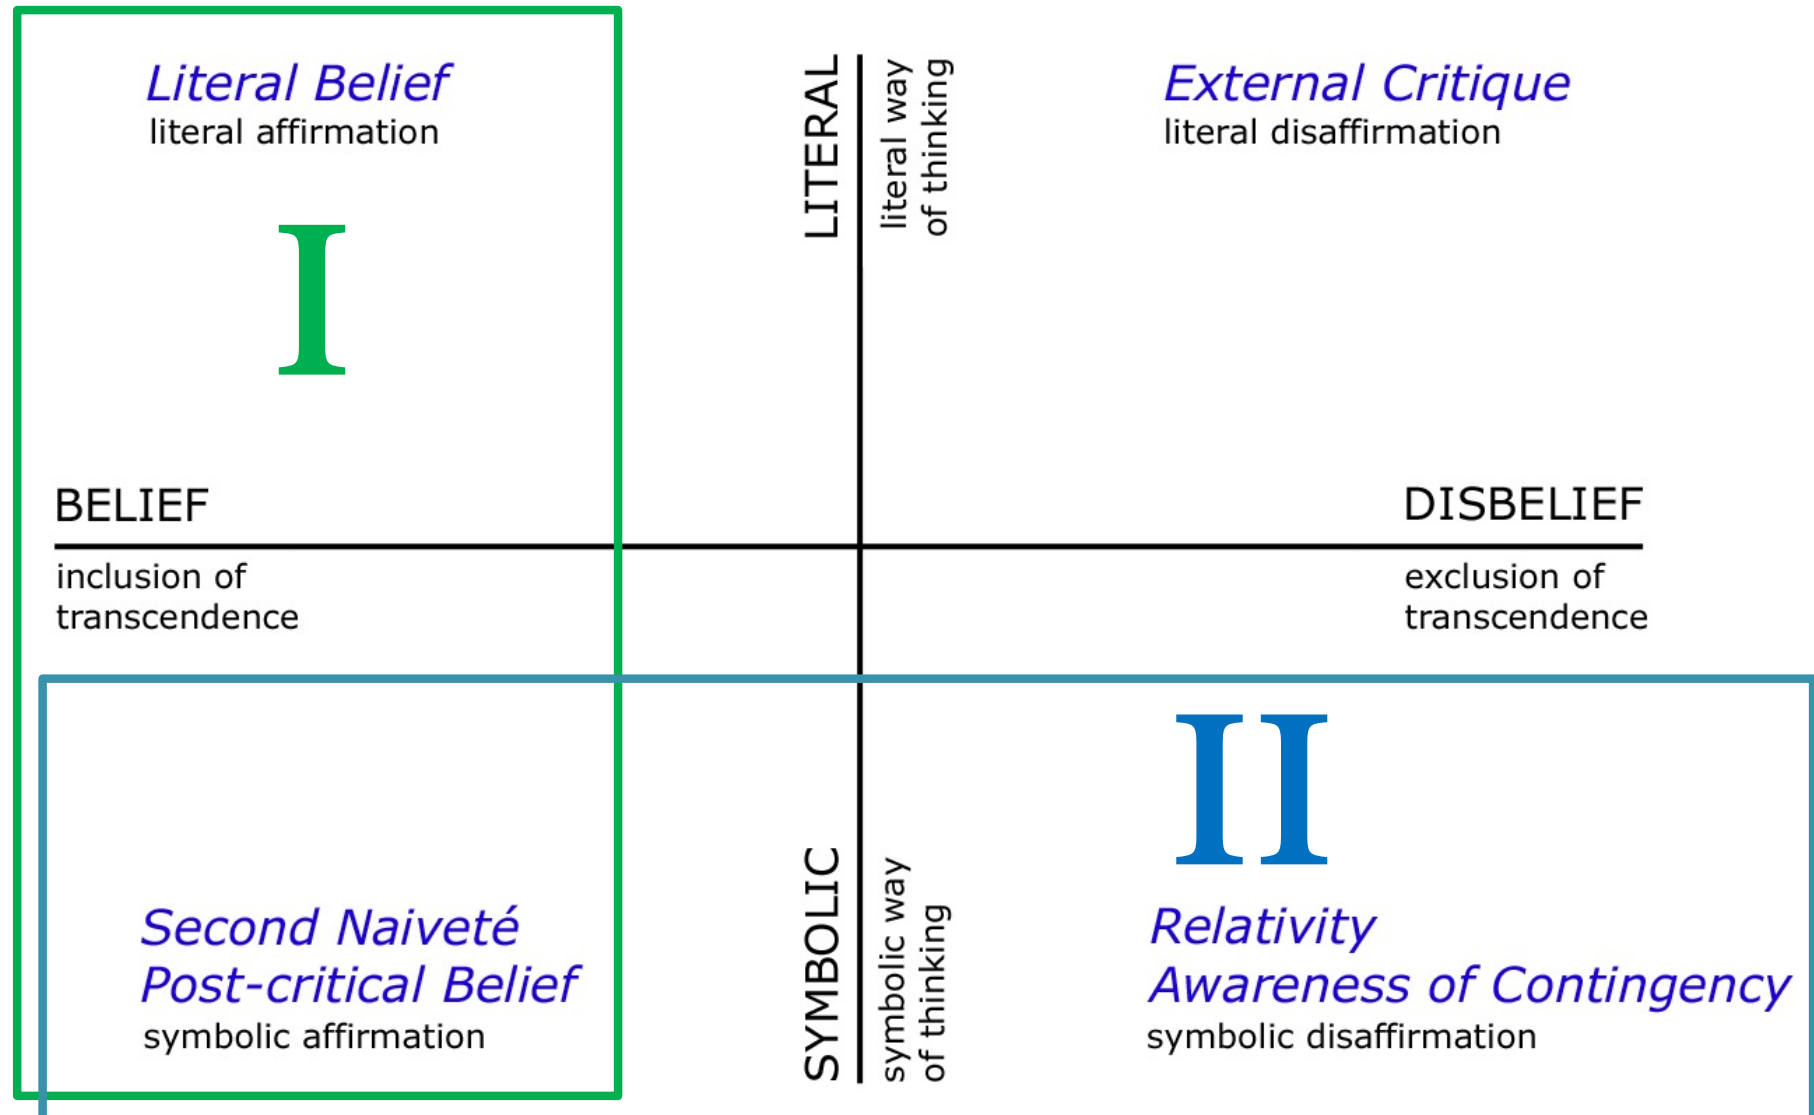 Literal Belief
literal affirmation
I
LITERAL
literal way
of thinking
External Critique
literal disaffirmation
BELIEF
inclusion of
transcendence
DISBELIEF
exclusion of
transcendence
Second Naiveté
Post-critical Belief
symbolic affirmation
SYMBOLIC
symbolic way
of thinking
II
Relativity
Awareness of Contingency
symbolic disaffirmation